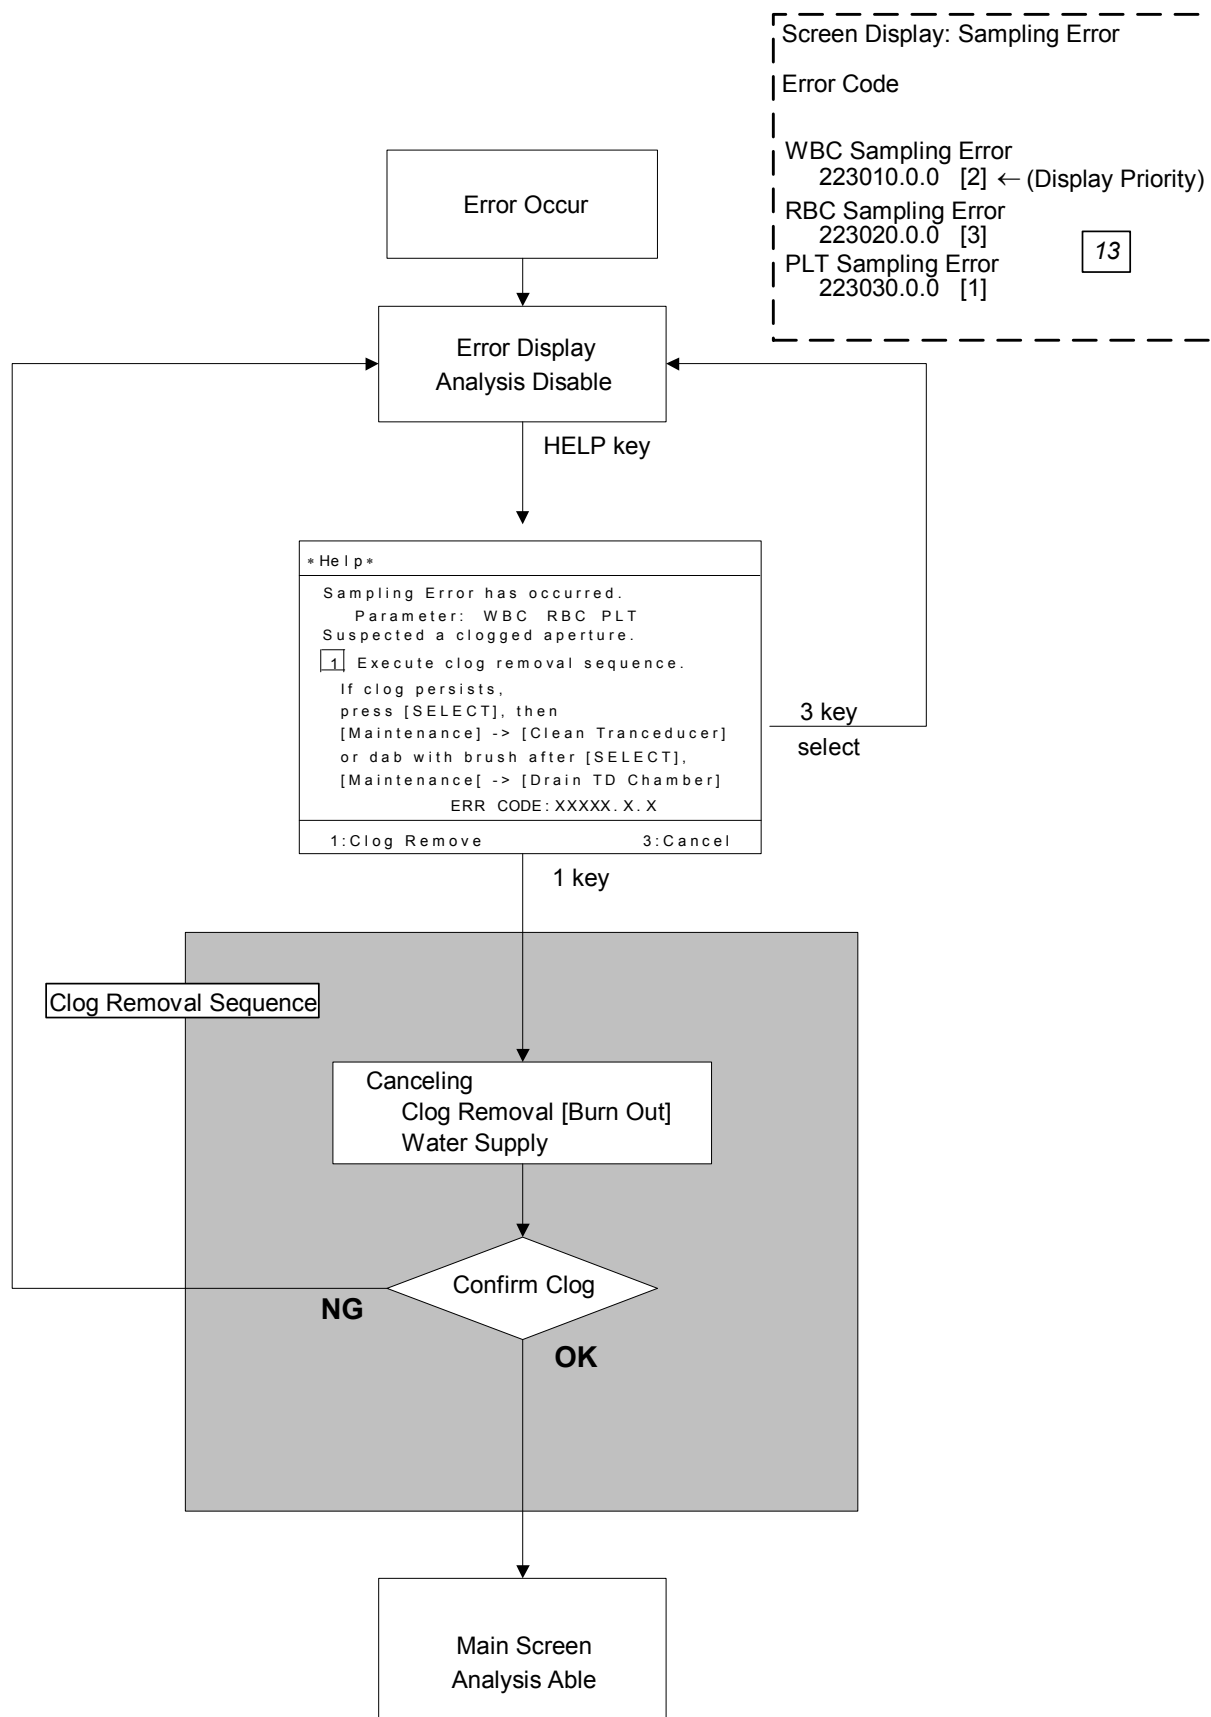 Screen Display: Sampling Error
Error Code
WBC Sampling Error
223010.0.0 [2] ← (Display Priority)
RBC Sampling Error
223020.0.0 [3]
13
PLT Sampling Error
223030.0.0 [1]
Error Occur
Error Display
Analysis Disable
HELP key
*Help*
Sampling Error has occurred.
Parameter: WBC RBC PLT
Suspected a clogged aperture.
1 Execute clog removal sequence.
If clog persists,
press [SELECT], then
[Maintenance] -> [Clean Tranceducer]
or dab with brush after [SELECT],
[Maintenance[ -> [Drain TD Chamber]
ERR CODE:XXXXX.X.X
1:Clog Remove 3:Cancel
3 key
select
1 key
Clog Removal Sequence
Canceling
Clog Removal [Burn Out]
Water Supply
Confirm Clog
NG
OK
Main Screen
Analysis Able